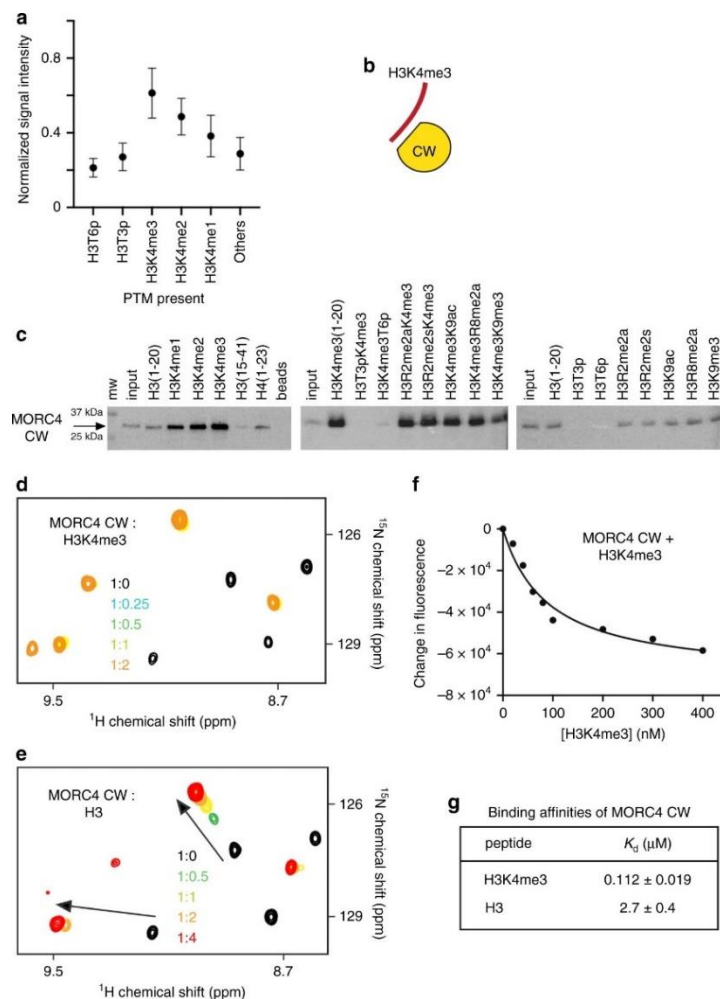 a
Normalized signal intensity
0.8
0.4
0
H3T6p
H3T3p
H3K4me3
H3K4me2
H3K4me1
Others
PTM present
b
H3K4me3
CW
c
mw
input
H3(1-20)
H3K4me1
H3K4me2
H3K4me3
H3(15-41)
H4(1-23)
beads
input
H3K4me3(1-20)
H3T3pK4me3
H3K4me3T6p
H3R2me2aK4me3
H3R2me2sK4me3
H3K4me3K9ac
H3K4me3R8me2a
H3K4me3K9me3
input
H3(1-20)
H3T3p
H3T6p
H3R2me2a
H3R2me2s
H3K9ac
H3R8me2a
H3K9me3
MORC4
CW
37 kDa
25 kDa
d
MORC4 CW :
H3K4me3
1:0
1:0.25
1:0.5
1:1
1:2
126
129
¹⁵N chemical shift (ppm)
9.5
8.7
¹H chemical shift (ppm)
e
MORC4 CW :
H3
1:0
1:0.5
1:1
1:2
1:4
126
129
¹⁵N chemical shift (ppm)
9.5
8.7
¹H chemical shift (ppm)
f
MORC4 CW +
H3K4me3
Change in fluorescence
0
−2 × 10⁴
−4 × 10⁴
−6 × 10⁴
−8 × 10⁴
0
100
200
300
400
[H3K4me3] (nM)
g
Binding affinities of MORC4 CW
peptide Kd (μM)
H3K4me3 0.112 ± 0.019
H3 2.7 ± 0.4